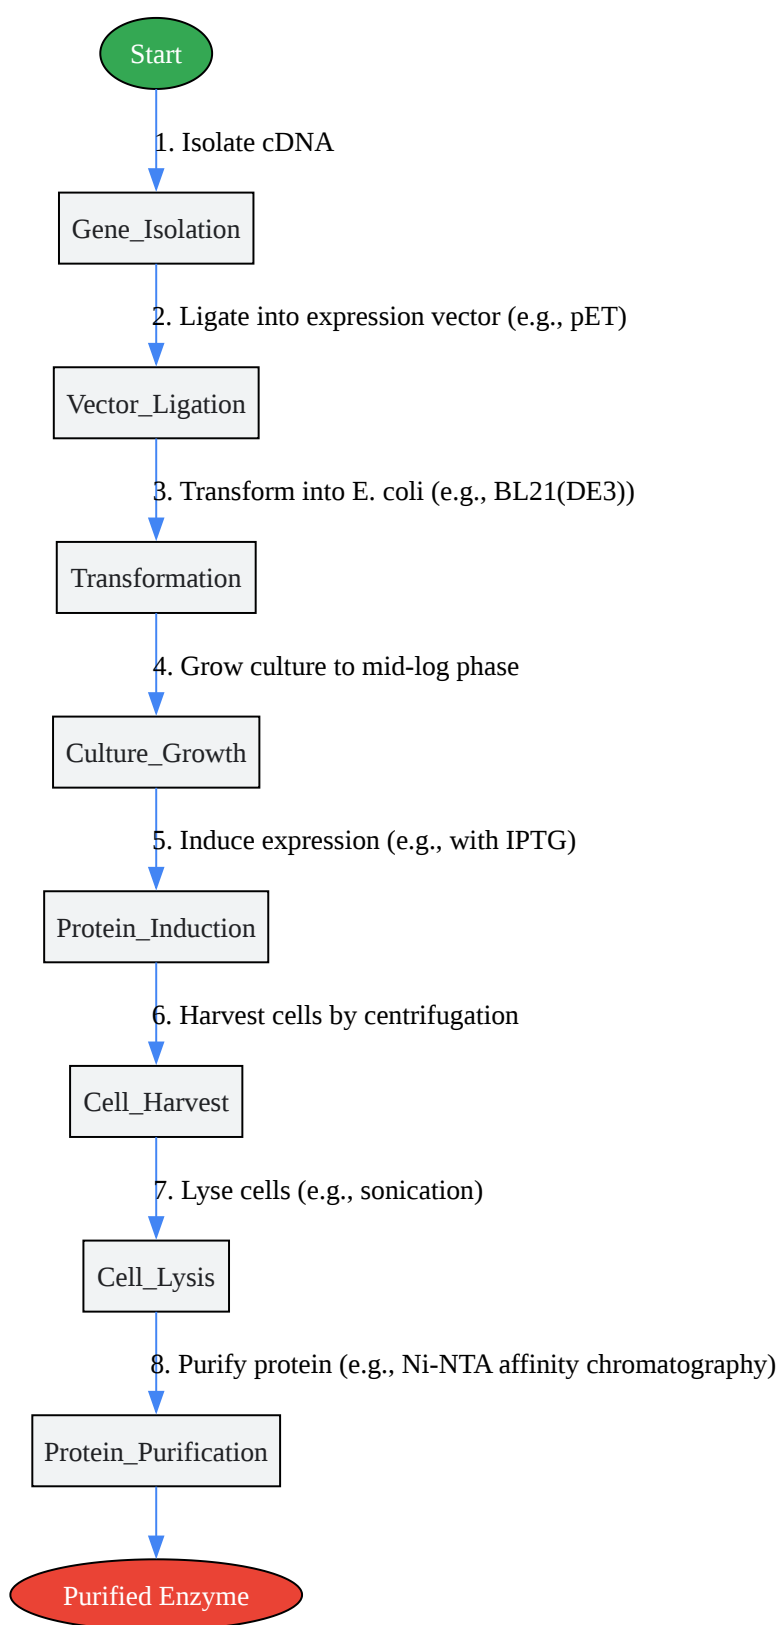 Start
1. Isolate cDNA
Gene_Isolation
2. Ligate into expression vector (e.g., pET)
Vector_Ligation
3. Transform into E. coli (e.g., BL21(DE3))
Transformation
4. Grow culture to mid-log phase
Culture_Growth
5. Induce expression (e.g., with IPTG)
Protein_Induction
6. Harvest cells by centrifugation
Cell_Harvest
7. Lyse cells (e.g., sonication)
Cell_Lysis
8. Purify protein (e.g., Ni-NTA affinity chromatography)
Protein_Purification
Purified Enzyme